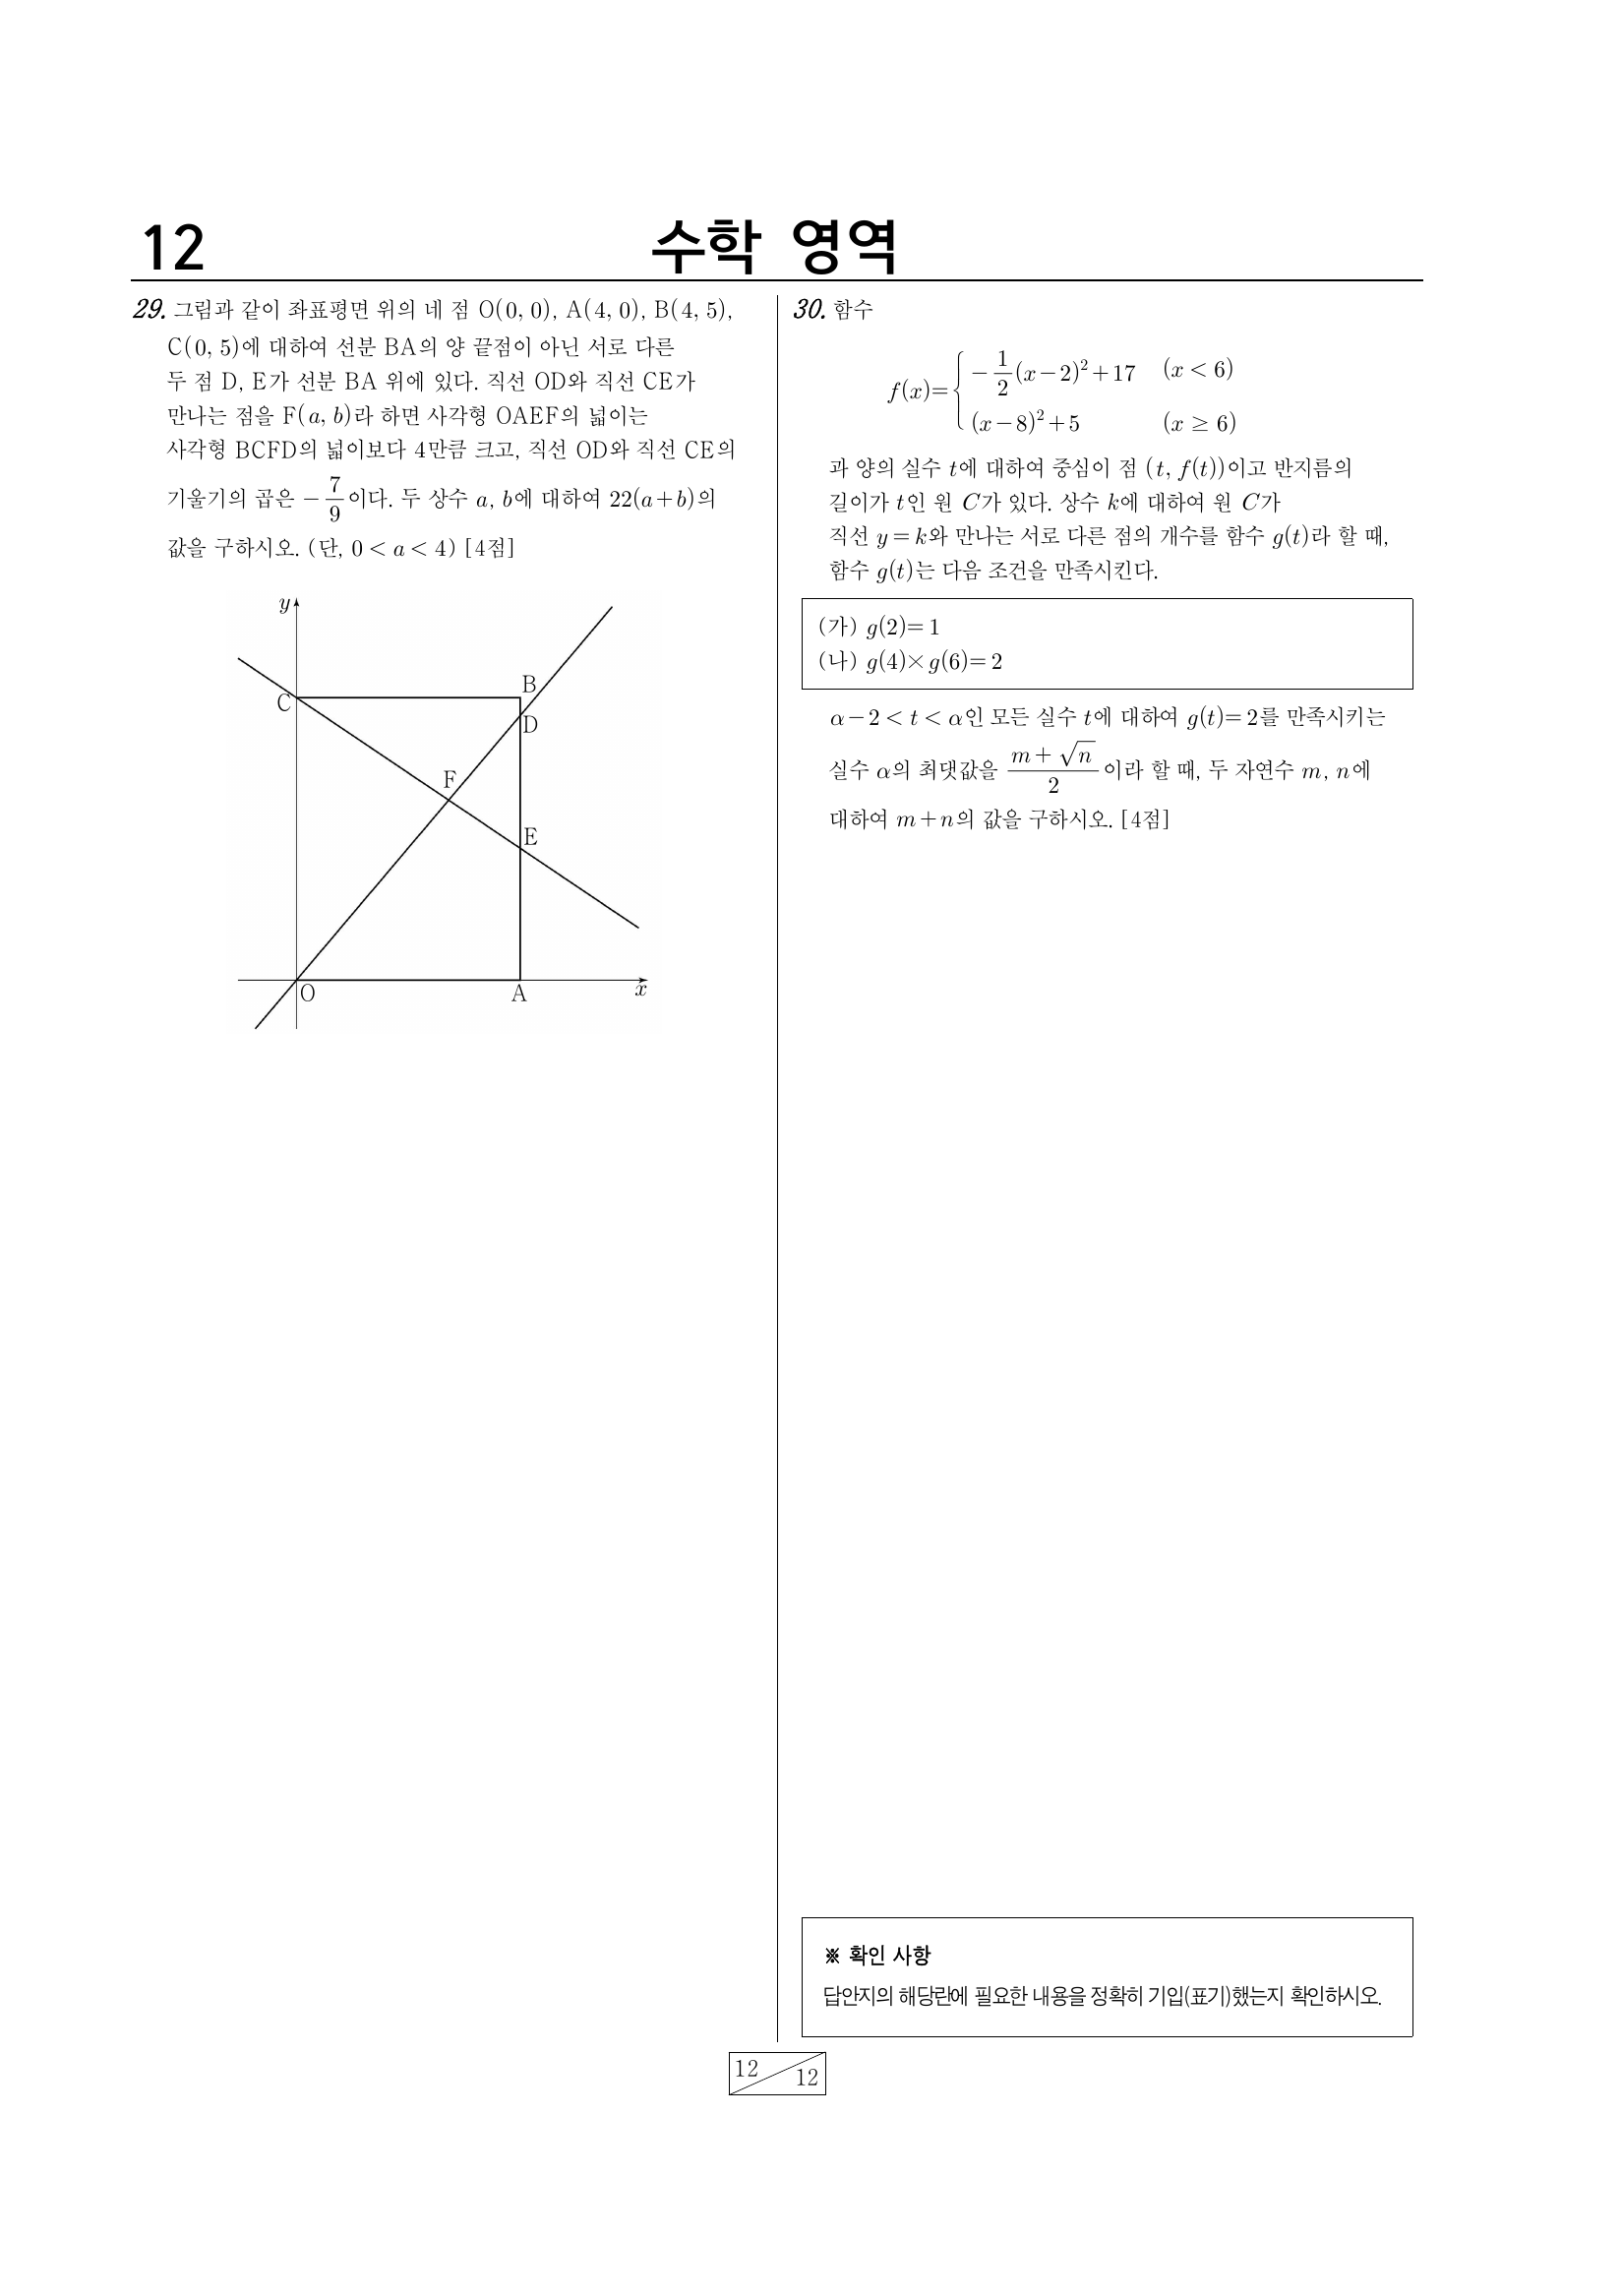 12
수학 영역
29. 그림과 같이 좌표평면 위의 네 점 O(0, 0), A(4, 0), B(4, 5),
C(0, 5)에 대하여 선분 BA의 양 끝점이 아닌 서로 다른
두 점 D, E가 선분 BA 위에 있다. 직선 OD와 직선 CE가
만나는 점을 F(a, b)라 하면 사각형 OAEF의 넓이는
사각형 BCFD의 넓이보다 4만큼 크고, 직선 OD와 직선 CE의
기울기의 곱은 -7/9이다. 두 상수 a, b에 대하여 22(a+b)의
값을 구하시오. (단, 0<a<4) [4점]
y
B
C
D
F
E
O
A
x
30. 함수
f(x)={ -1/2(x-2)²+17 (x<6)
(x-8)²+5 (x≥6)
과 양의 실수 t에 대하여 중심이 점 (t, f(t))이고 반지름의
길이가 t인 원 C가 있다. 상수 k에 대하여 원 C가
직선 y=k와 만나는 서로 다른 점의 개수를 함수 g(t)라 할 때,
함수 g(t)는 다음 조건을 만족시킨다.
(가) g(2)=1
(나) g(4)×g(6)=2
α-2<t<α인 모든 실수 t에 대하여 g(t)=2를 만족시키는
실수 α의 최댓값을 (m+√n)/2이라 할 때, 두 자연수 m, n에
대하여 m+n의 값을 구하시오. [4점]
※ 확인 사항
답안지의 해당란에 필요한 내용을 정확히 기입(표기)했는지 확인하시오.
12
12